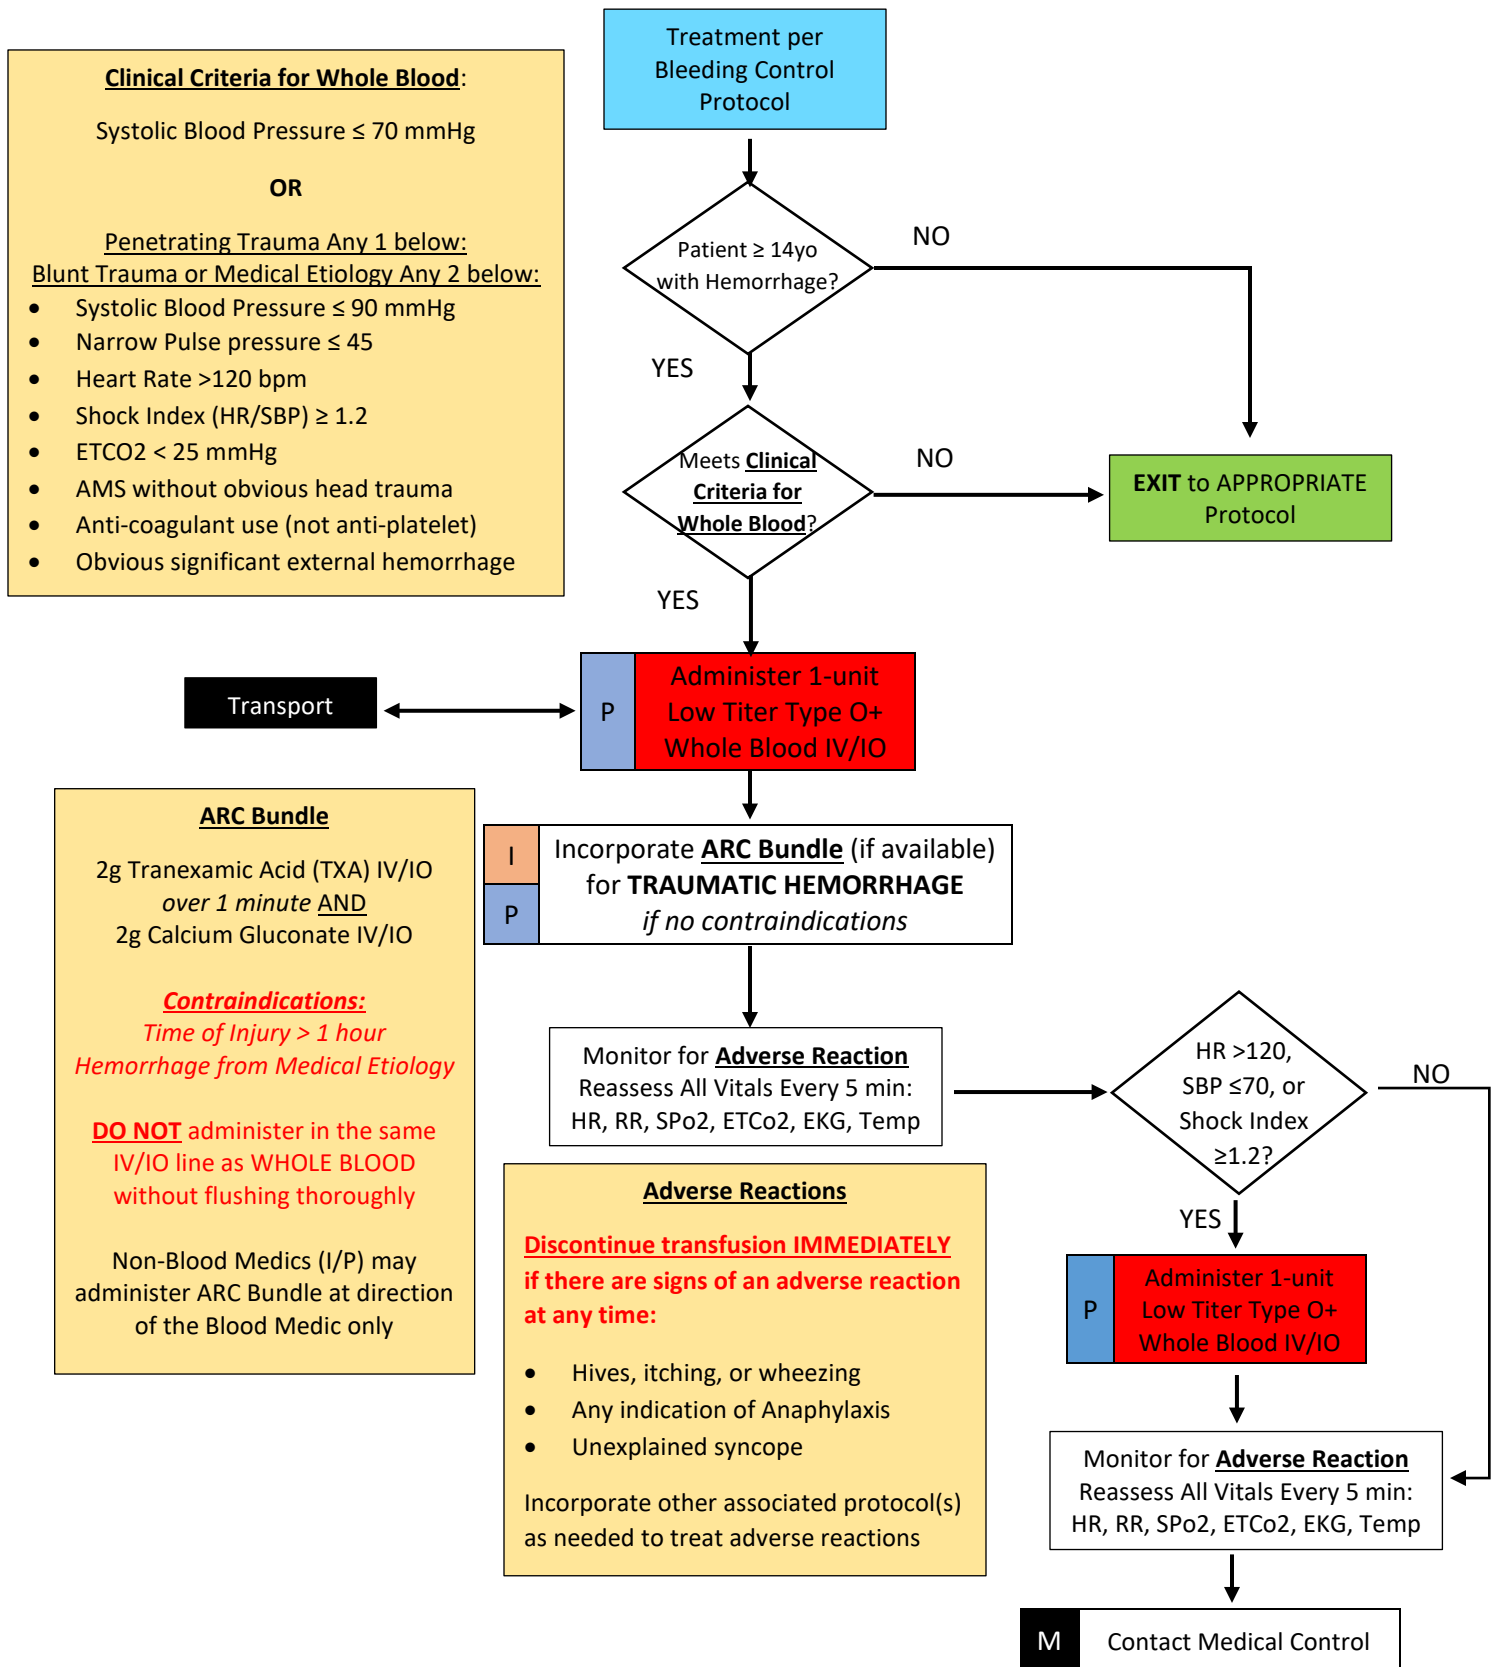 Treatment per
Bleeding Control
Protocol
Clinical Criteria for Whole Blood:
Systolic Blood Pressure ≤ 70 mmHg
OR
Penetrating Trauma Any 1 below:
Blunt Trauma or Medical Etiology Any 2 below:
• Systolic Blood Pressure ≤ 90 mmHg
• Narrow Pulse pressure ≤ 45
• Heart Rate >120 bpm
• Shock Index (HR/SBP) ≥ 1.2
• ETCO2 < 25 mmHg
• AMS without obvious head trauma
• Anti-coagulant use (not anti-platelet)
• Obvious significant external hemorrhage
Patient ≥ 14yo
with Hemorrhage?
NO
YES
Meets Clinical
Criteria for
Whole Blood?
NO
EXIT to APPROPRIATE
Protocol
YES
Transport
P
Administer 1-unit
Low Titer Type O+
Whole Blood IV/IO
ARC Bundle
2g Tranexamic Acid (TXA) IV/IO
over 1 minute AND
2g Calcium Gluconate IV/IO
Contraindications:
Time of Injury > 1 hour
Hemorrhage from Medical Etiology
DO NOT administer in the same
IV/IO line as WHOLE BLOOD
without flushing thoroughly
Non-Blood Medics (I/P) may
administer ARC Bundle at direction
of the Blood Medic only
I
P
Incorporate ARC Bundle (if available)
for TRAUMATIC HEMORRHAGE
if no contraindications
Monitor for Adverse Reaction
Reassess All Vitals Every 5 min:
HR, RR, SPo2, ETCo2, EKG, Temp
HR >120,
SBP ≤70, or
Shock Index
≥1.2?
NO
YES
Adverse Reactions
Discontinue transfusion IMMEDIATELY
if there are signs of an adverse reaction
at any time:
• Hives, itching, or wheezing
• Any indication of Anaphylaxis
• Unexplained syncope
Incorporate other associated protocol(s)
as needed to treat adverse reactions
P
Administer 1-unit
Low Titer Type O+
Whole Blood IV/IO
Monitor for Adverse Reaction
Reassess All Vitals Every 5 min:
HR, RR, SPo2, ETCo2, EKG, Temp
M
Contact Medical Control